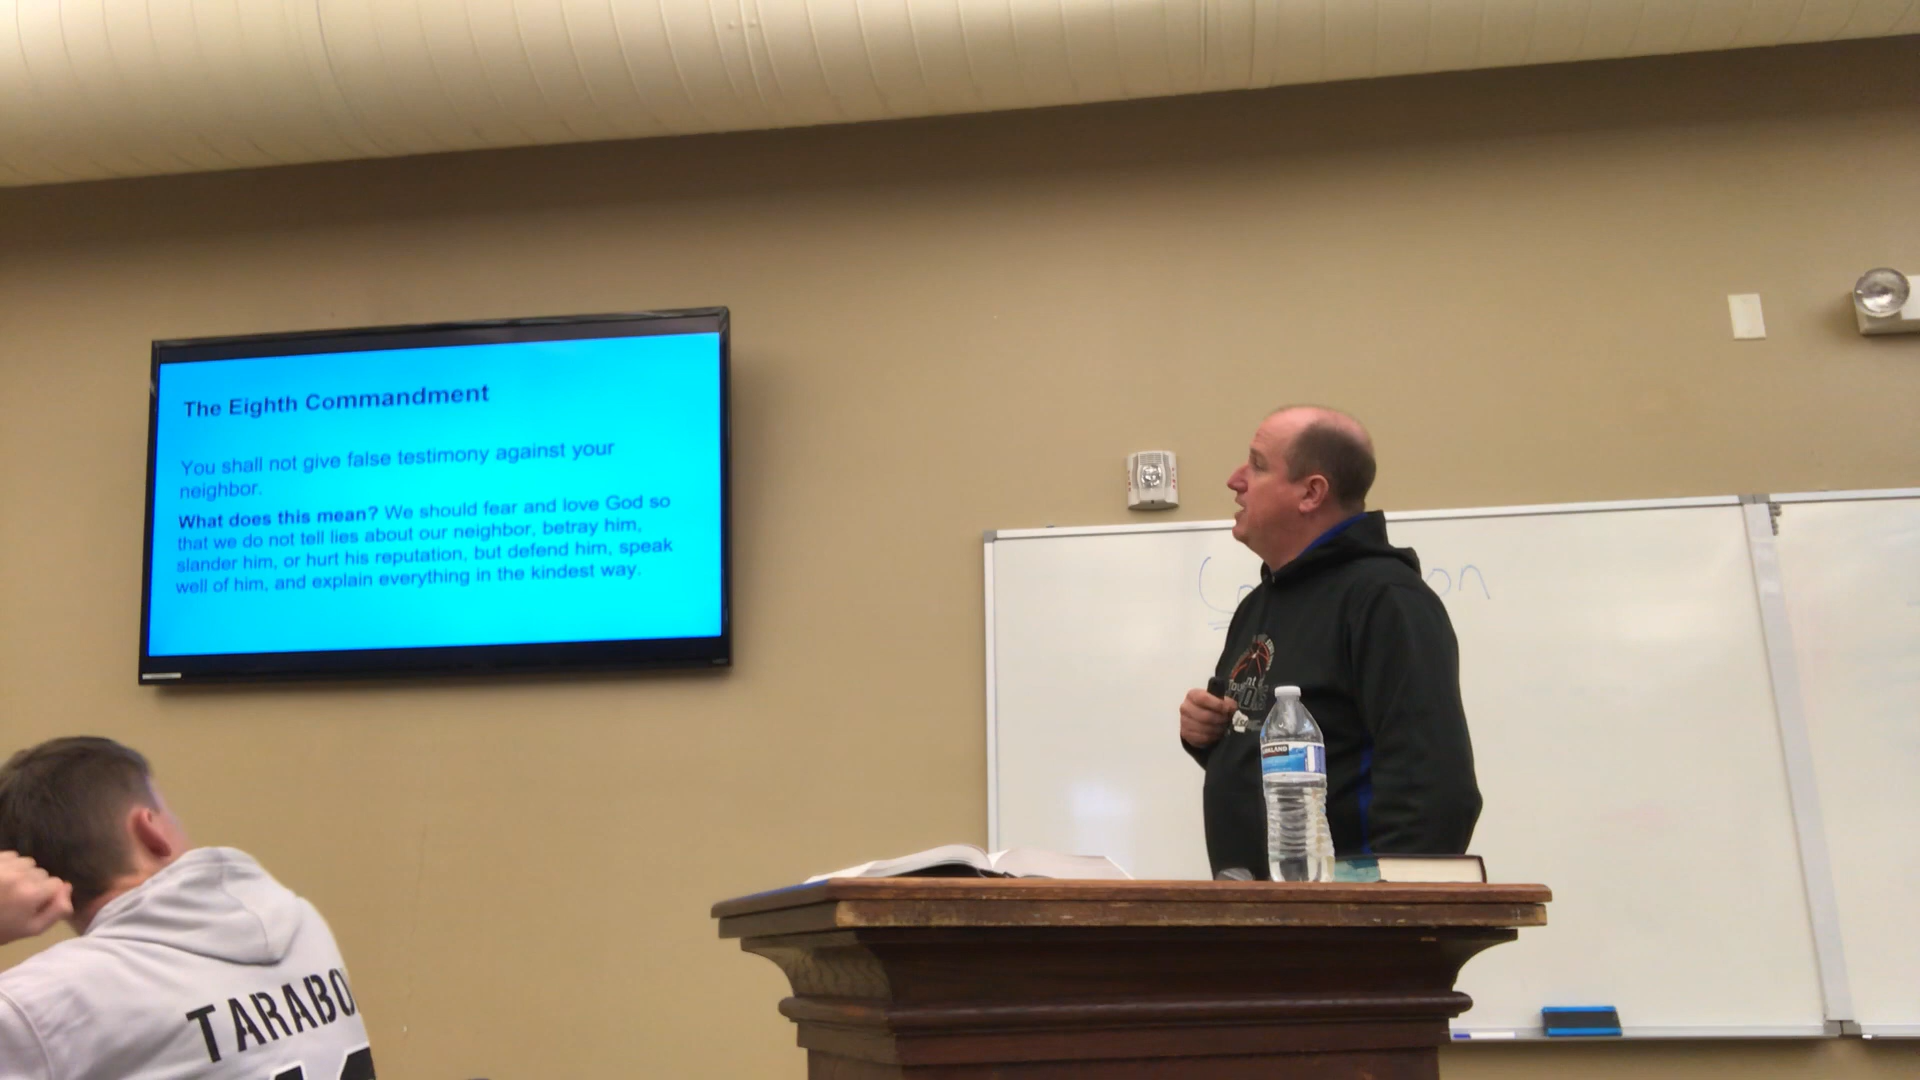 The Eighth Commandment
You shall not give false testimony against your
neighbor.
What does this mean? We should fear and love God so
that we do not tell lies about our neighbor, betray him,
slander him, or hurt his reputation, but defend him, speak
well of him, and explain everything in the kindest way.
KIRKLAND
TARABO